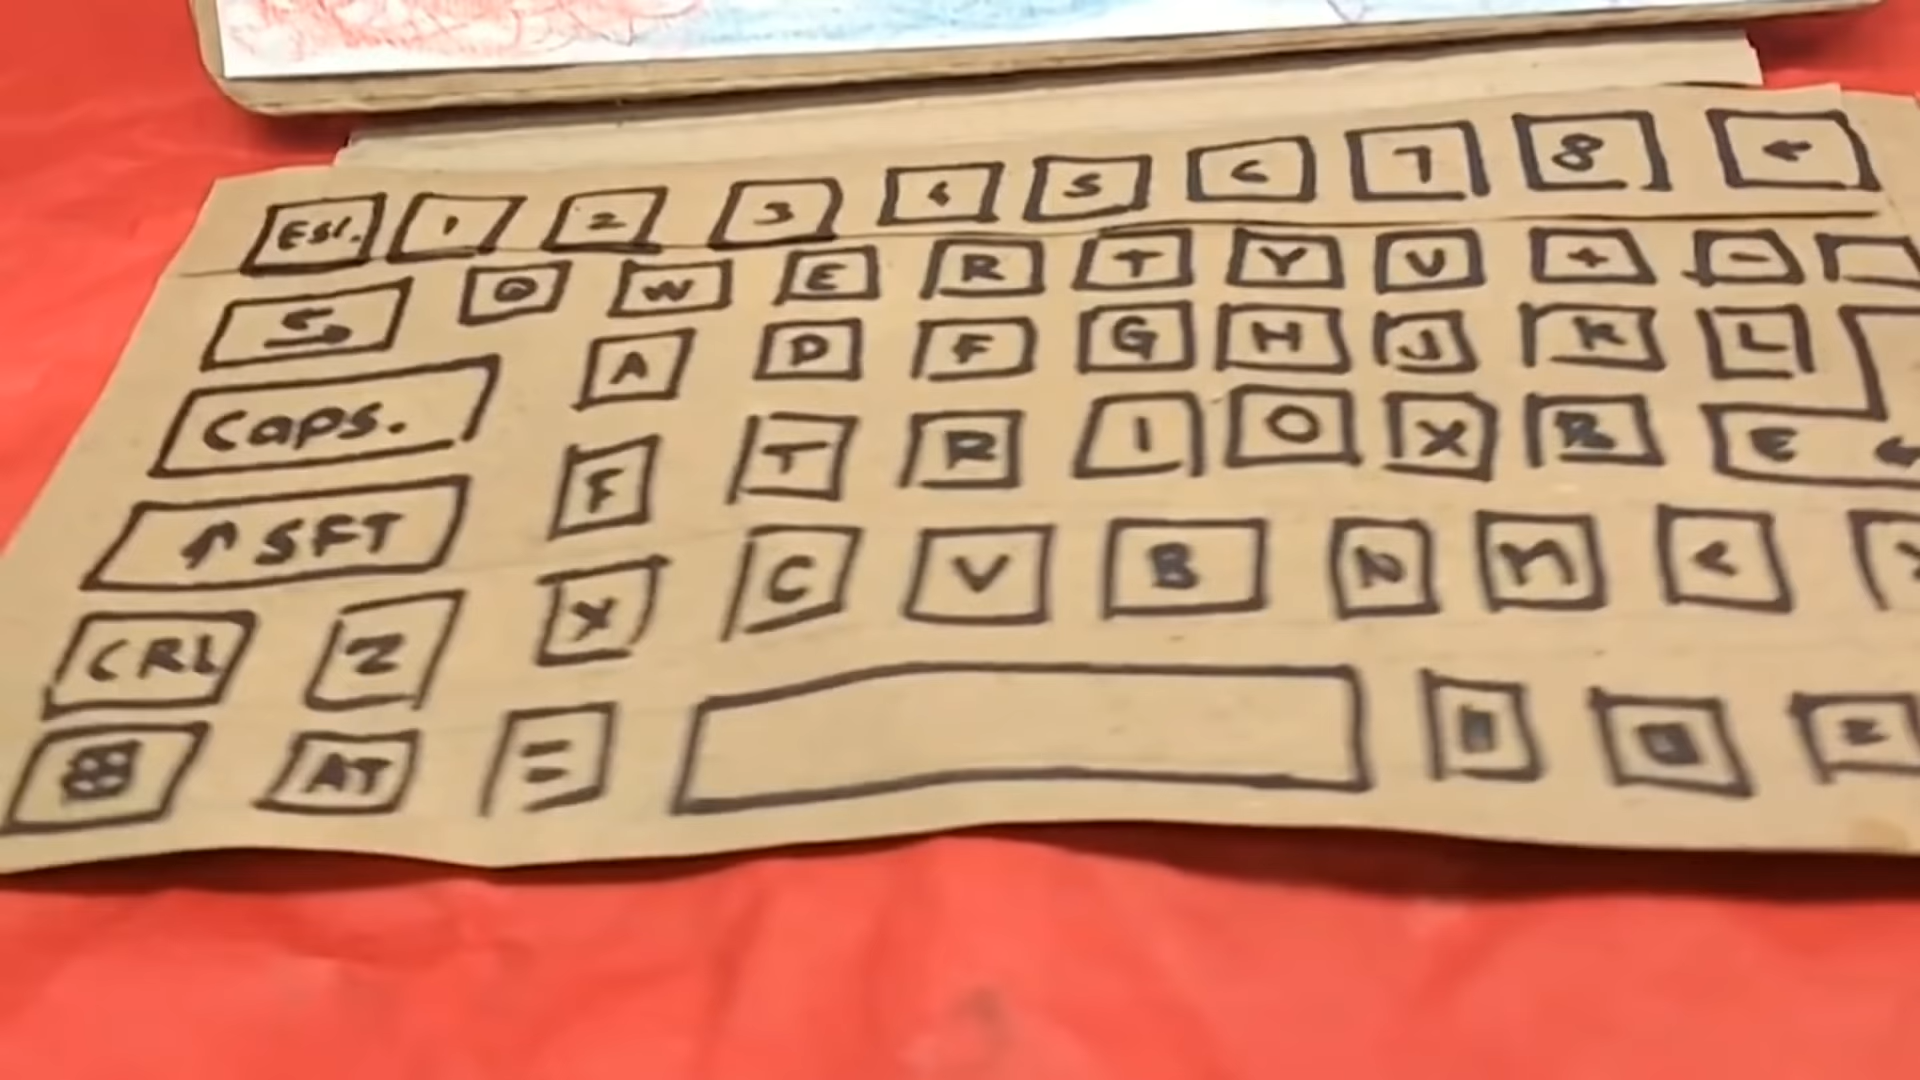 ESC. 1 2 3 4 5 6 7 8 ←
Q W E R T Y U + -
Caps. A D F G H J K L
↑ SFT F T R I O X E ←
CRL Z X C V B N M <
AT =